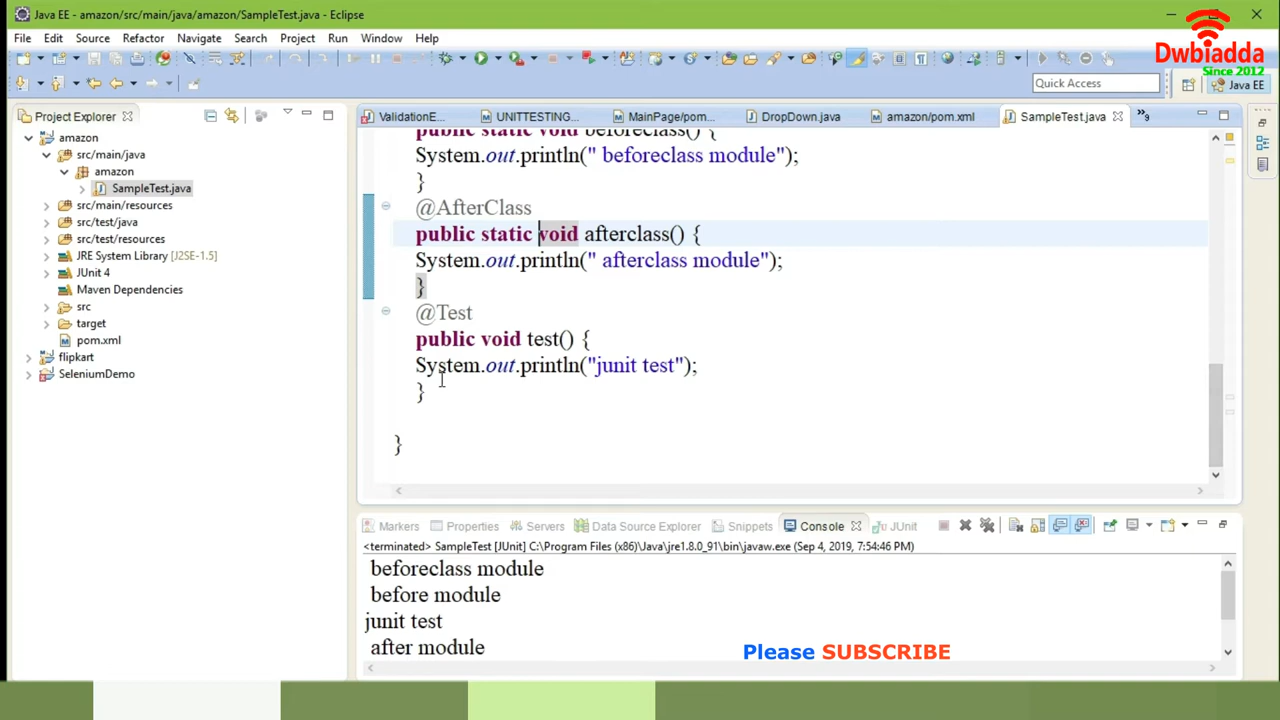 Java EE - amazon/src/main/java/amazon/SampleTest.java - Eclipse
File Edit Source Refactor Navigate Search Project Run Window Help
Dwbiadda
Since 2012
Quick Access
Java EE
Project Explorer
amazon
src/main/java
amazon
SampleTest.java
src/main/resources
src/test/java
src/test/resources
JRE System Library [J2SE-1.5]
JUnit 4
Maven Dependencies
src
target
pom.xml
flipkart
SeleniumDemo
ValidationE... UNITTESTING... MainPage/pom... DropDown.java amazon/pom.xml SampleTest.java »9
public static void beforeclass() {
System.out.println(" beforeclass module");
}
@AfterClass
public static void afterclass() {
System.out.println(" afterclass module");
}
@Test
public void test() {
System.out.println("junit test");
}
}
Markers Properties Servers Data Source Explorer Snippets Console JUnit
<terminated> SampleTest [JUnit] C:\Program Files (x86)\Java\jre1.8.0_91\bin\javaw.exe (Sep 4, 2019, 7:54:46 PM)
beforeclass module
before module
junit test
after module
Please SUBSCRIBE